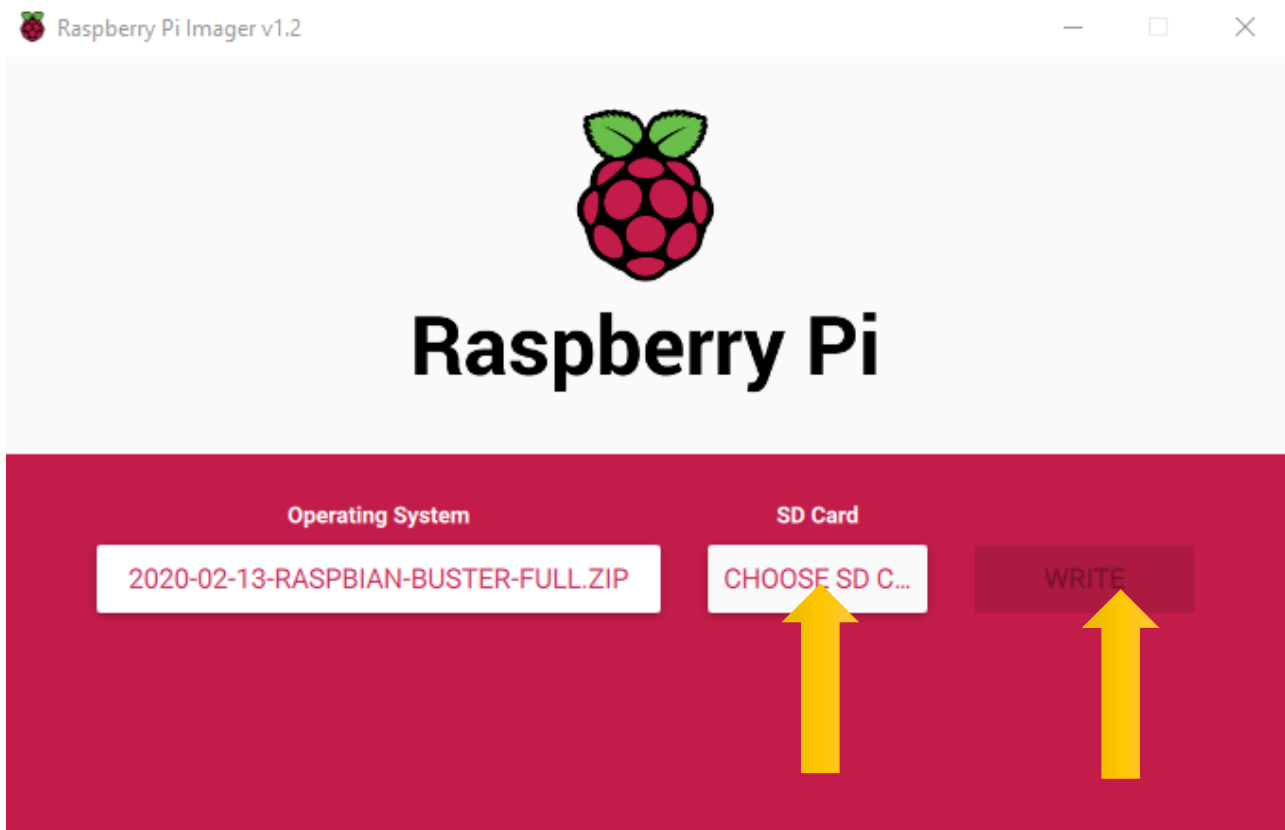 Raspberry Pi Imager v1.2
Raspberry Pi
Operating System
SD Card
2020-02-13-RASPBIAN-BUSTER-FULL.ZIP
CHOOSE SD C...
WRITE